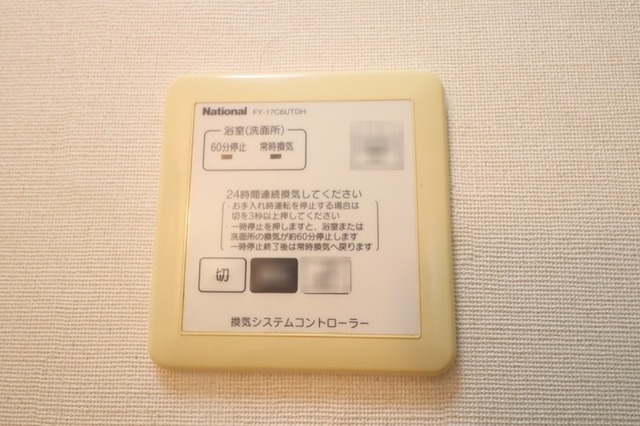 National FY-17C6UTDH
浴室(洗面所)
60分停止 常時換気
24時間連続換気してください
・お手入れ時運転を停止する場合は
切を3秒以上押してください
・一時停止を押しますと、浴室または
洗面所の換気が約60分停止します
一時停止終了後は常時換気へ戻ります
切
換気システムコントローラー